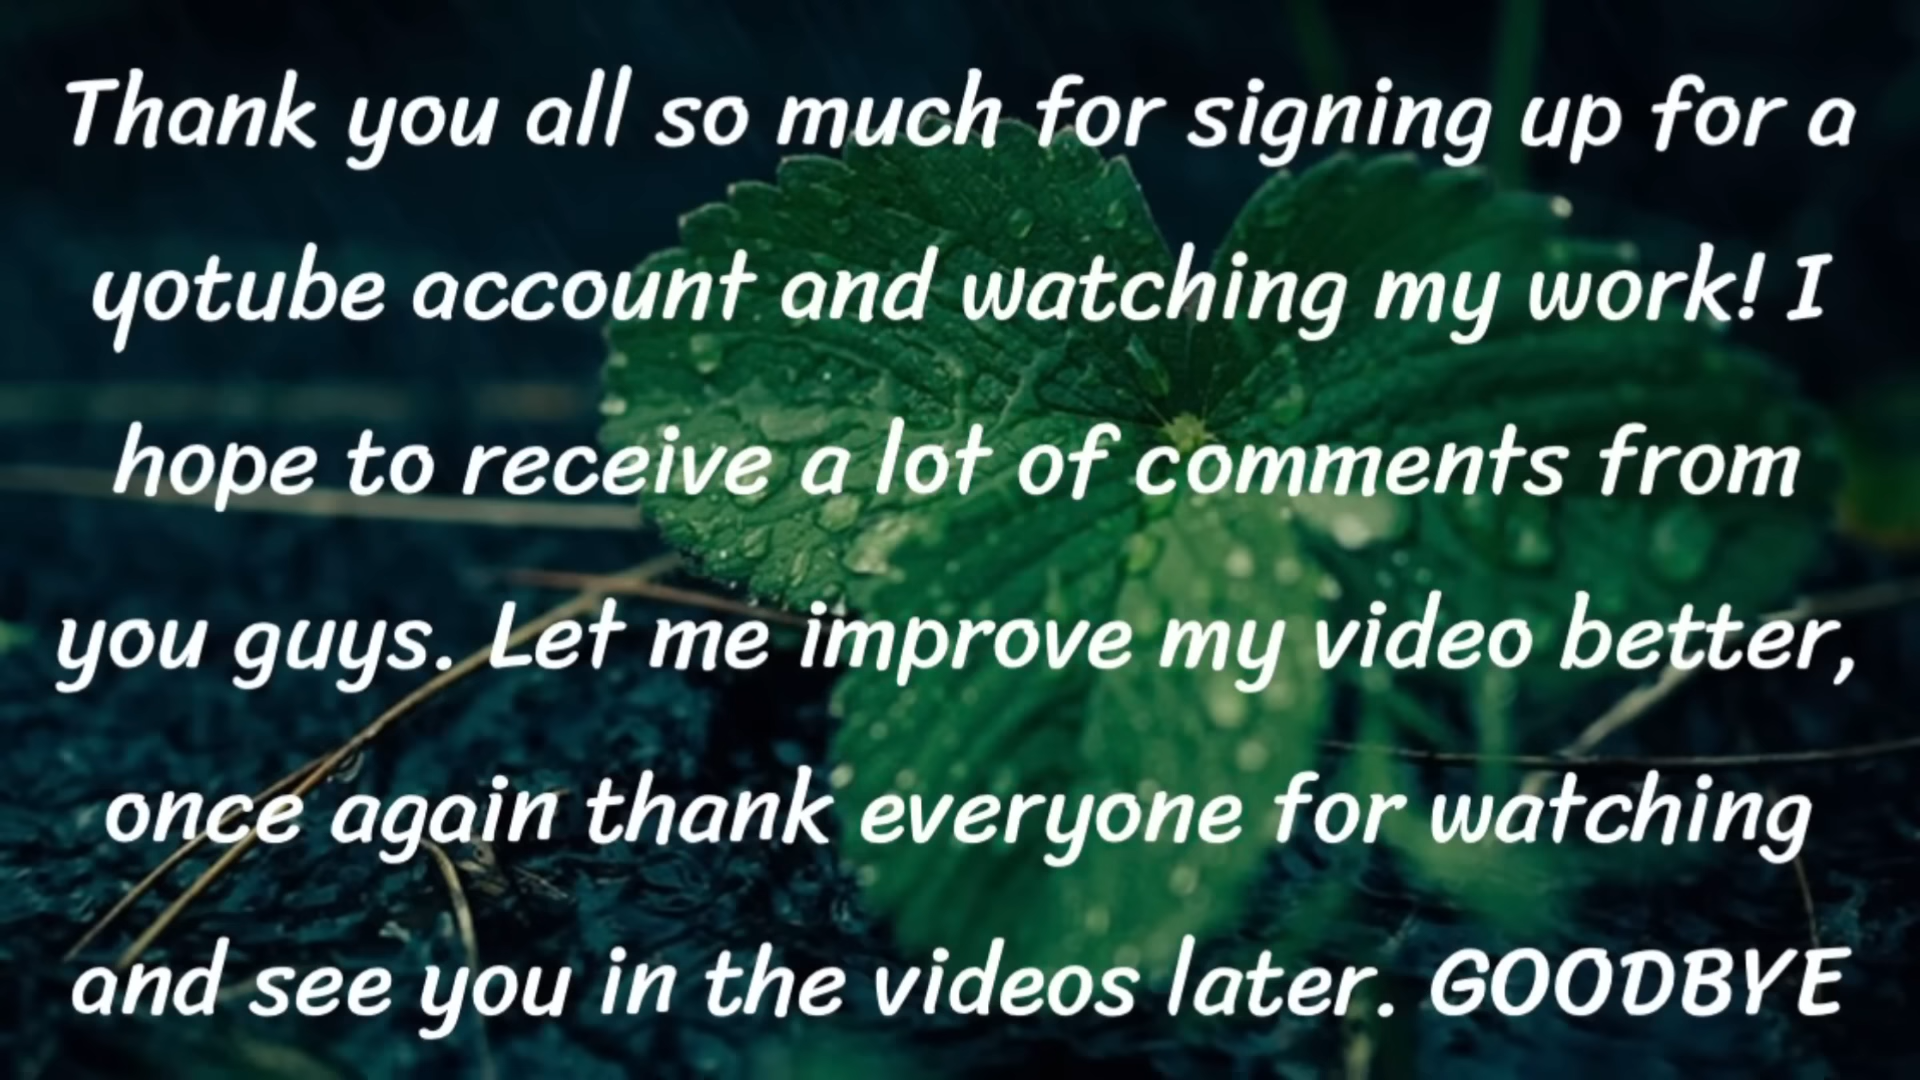 Thank you all so much for signing up for a
yotube account and watching my work! I
hope to receive a lot of comments from
you guys. Let me improve my video better,
once again thank everyone for watching
and see you in the videos later. GOODBYE